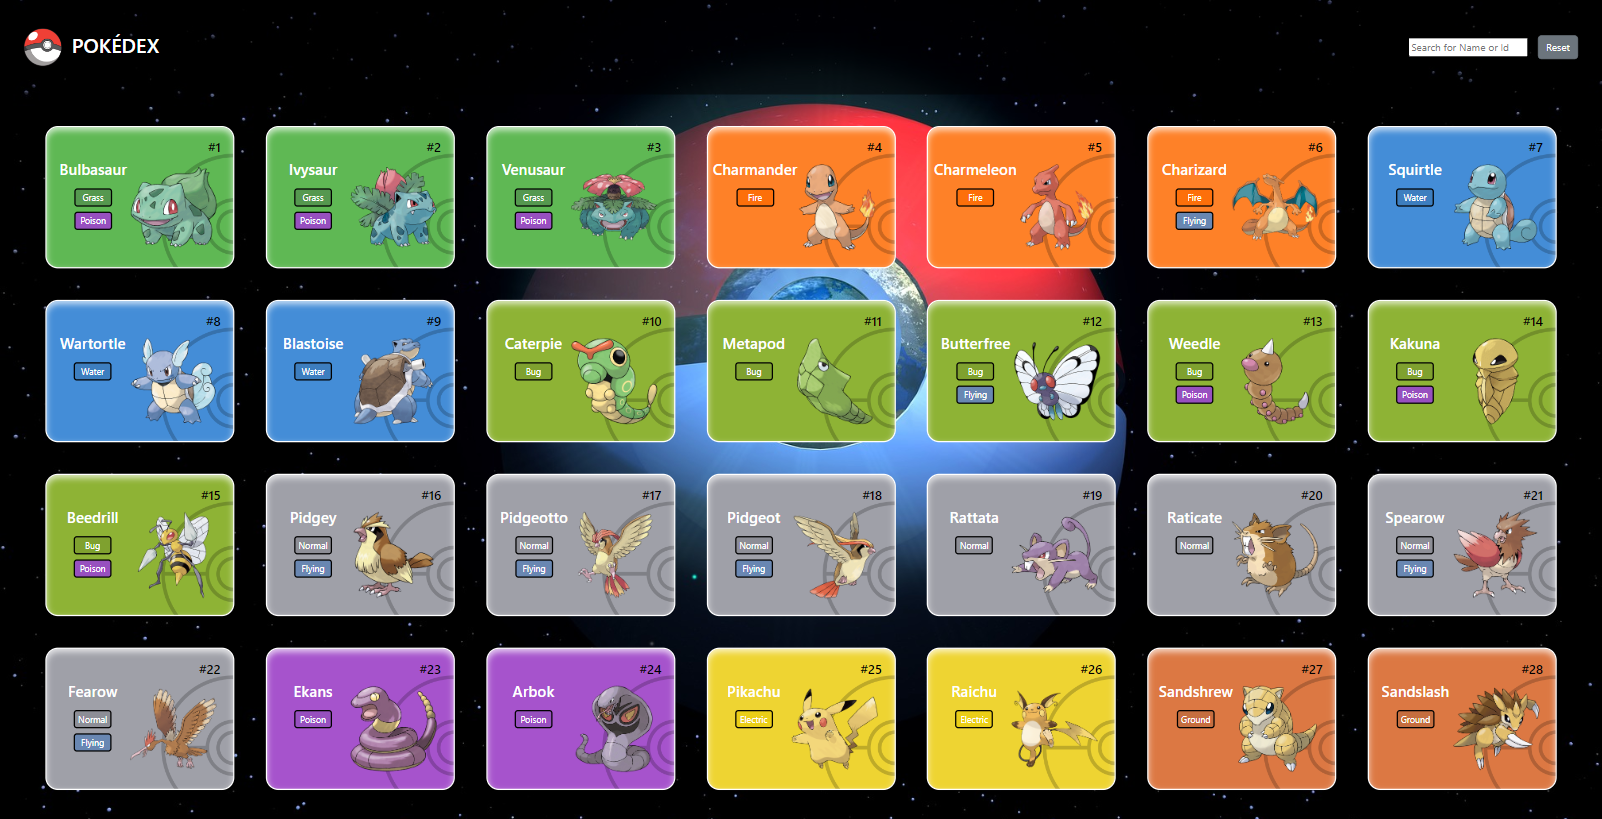 POKÉDEX
Search for Name or Id
Reset
#1
Bulbasaur
Grass
Poison
#2
Ivysaur
Grass
Poison
#3
Venusaur
Grass
Poison
#4
Charmander
Fire
#5
Charmeleon
Fire
#6
Charizard
Fire
Flying
#7
Squirtle
Water
#8
Wartortle
Water
#9
Blastoise
Water
#10
Caterpie
Bug
#11
Metapod
Bug
#12
Butterfree
Bug
Flying
#13
Weedle
Bug
Poison
#14
Kakuna
Bug
Poison
#15
Beedrill
Bug
Poison
#16
Pidgey
Normal
Flying
#17
Pidgeotto
Normal
Flying
#18
Pidgeot
Normal
Flying
#19
Rattata
Normal
#20
Raticate
Normal
#21
Spearow
Normal
Flying
#22
Fearow
Normal
Flying
#23
Ekans
Poison
#24
Arbok
Poison
#25
Pikachu
Electric
#26
Raichu
Electric
#27
Sandshrew
Ground
#28
Sandslash
Ground